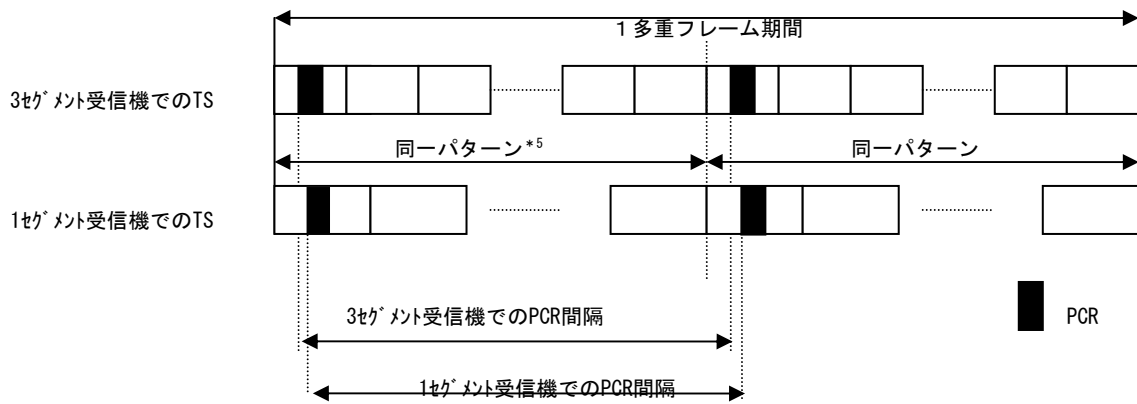 1多重フレーム期間
3ｾｸﾞﾒﾝﾄ受信機でのTS
同一パターン*5
同一パターン
1ｾｸﾞﾒﾝﾄ受信機でのTS
3ｾｸﾞﾒﾝﾄ受信機でのPCR間隔
PCR
1ｾｸﾞﾒﾝﾄ受信機でのPCR間隔